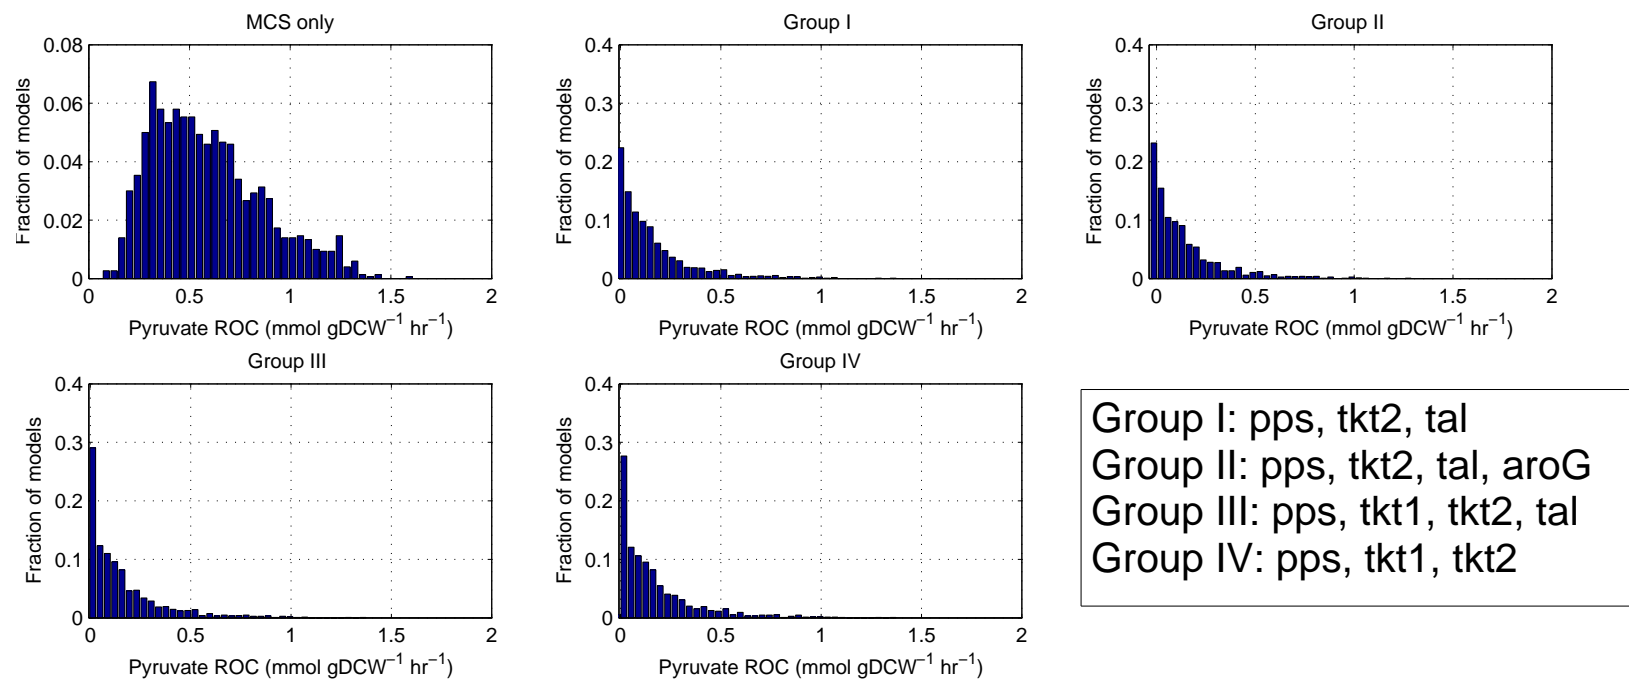 MCS only
0.08
0.06
0.04
0.02
0
Fraction of models
0 0.5 1 1.5 2
Pyruvate ROC (mmol gDCW⁻¹ hr⁻¹)
Group I
0.4
0.3
0.2
0.1
0
Fraction of models
0 0.5 1 1.5 2
Pyruvate ROC (mmol gDCW⁻¹ hr⁻¹)
Group II
0.4
0.3
0.2
0.1
0
Fraction of models
0 0.5 1 1.5 2
Pyruvate ROC (mmol gDCW⁻¹ hr⁻¹)
Group III
0.4
0.3
0.2
0.1
0
Fraction of models
0 0.5 1 1.5 2
Pyruvate ROC (mmol gDCW⁻¹ hr⁻¹)
Group IV
0.4
0.3
0.2
0.1
0
Fraction of models
0 0.5 1 1.5 2
Pyruvate ROC (mmol gDCW⁻¹ hr⁻¹)
Group I: pps, tkt2, tal
Group II: pps, tkt2, tal, aroG
Group III: pps, tkt1, tkt2, tal
Group IV: pps, tkt1, tkt2